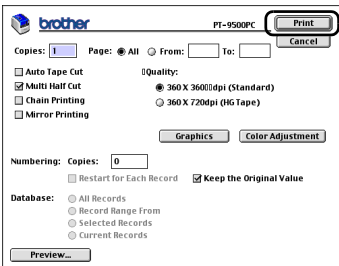 brother PT-9500PC Print
Cancel
Copies: 1 Page: All From: To:
Auto Tape Cut Quality:
Multi Half Cut 360 X 360 dpi (Standard)
Chain Printing 360 X 720dpi (HG Tape)
Mirror Printing
Graphics Color Adjustment
Numbering: Copies: 0
Restart for Each Record Keep the Original Value
Database: All Records
Record Range From
Selected Records
Current Records
Preview...